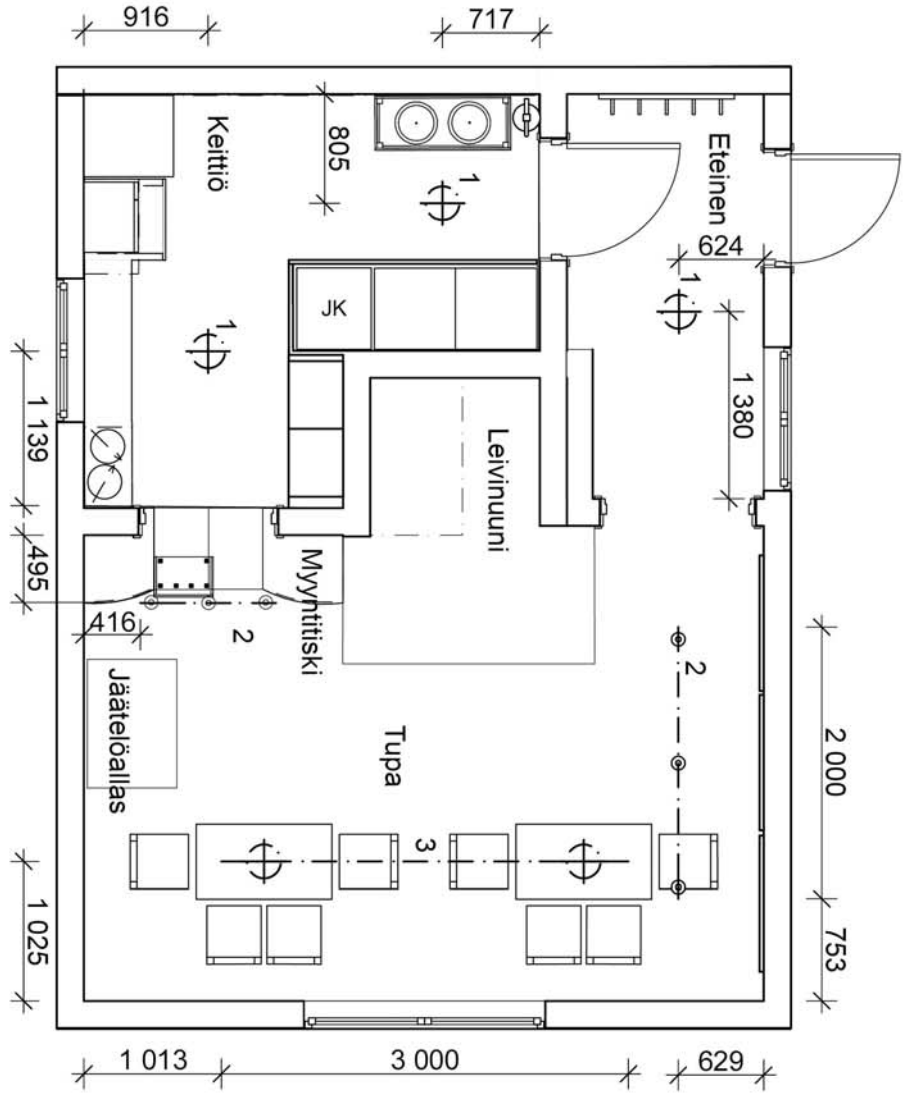 916
717
Keittiö
805
1
Eteinen
624
1
1 380
JK
1
1 139
Leivinuuni
495
Myyntitiski
416
2
2
Jäätelöallas
Tupa
2 000
3
1 025
753
1 013
3 000
629